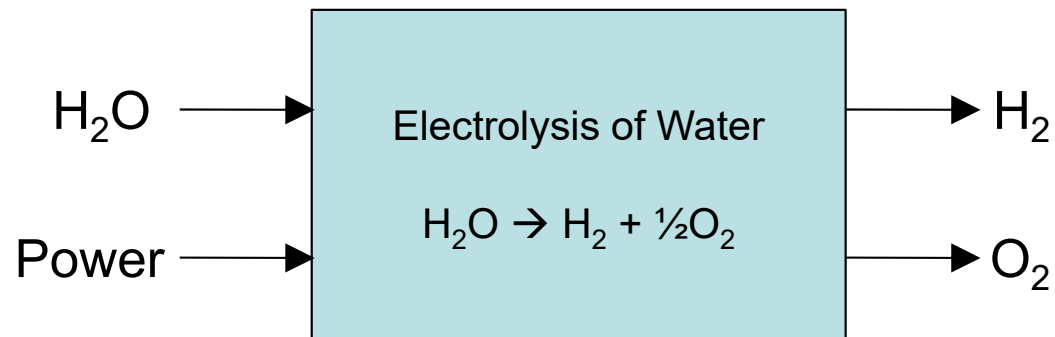 H₂O
Electrolysis of Water
H₂
H₂O → H₂ + ½O₂
Power
O₂